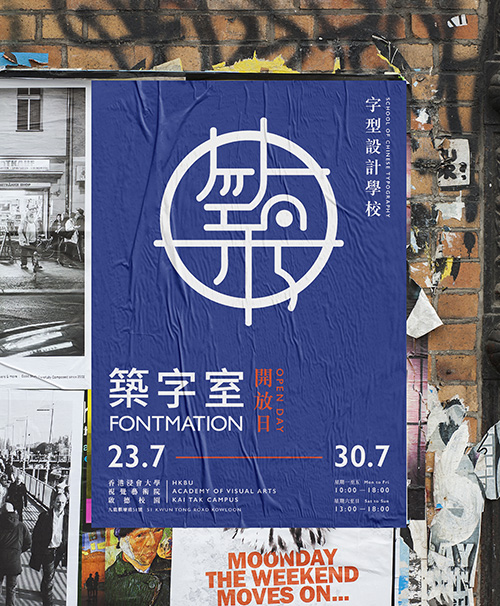 字型設計學校
SCHOOL OF CHINESE TYPOGRAPHY
築
築字室
FONTMATION
開放日
OPEN DAY
23.7
30.7
香港浸會大學 HKBU
視覺藝術院 ACADEMY OF VISUAL ARTS
啟德校園 KAI TAK CAMPUS
九龍觀塘道51號 51 KWUN TONG ROAD KOWLOON
星期一至五 Mon to Fri
10:00 — 18:00
星期六至日 Sat to Sun
13:00 — 18:00
MOONDAY
THE WEEKEND
MOVES ON...